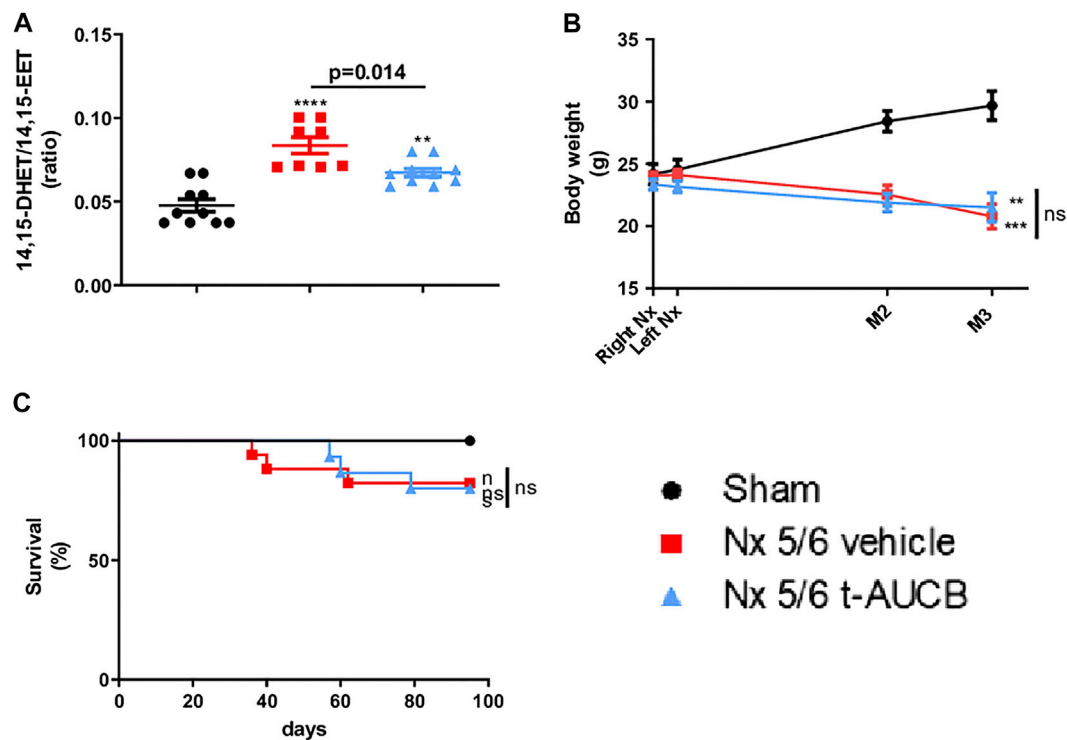 A
14,15-DHET/14,15-EET
(ratio)
0.15
0.10
0.05
0.00
****
p=0.014
**
B
Body weight
(g)
35
30
25
20
15
**
***
ns
Right Nx
Left Nx
M2
M3
C
Survival
(%)
100
50
0
n
ns
s
ns
0 20 40 60 80 100
days
Sham
Nx 5/6 vehicle
Nx 5/6 t-AUCB